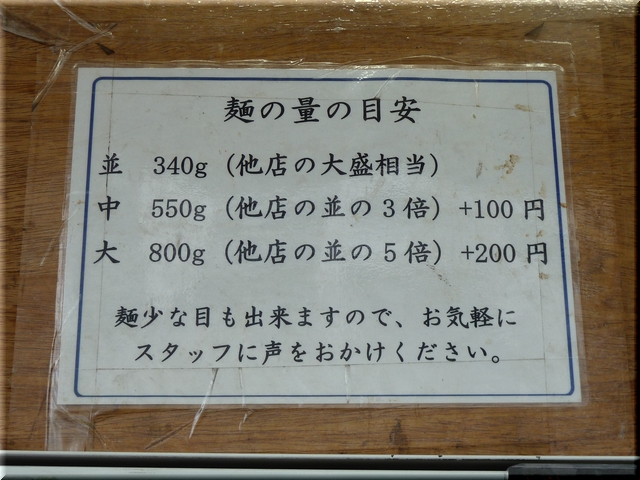 麺の量の目安
並 340g（他店の大盛相当）
中 550g（他店の並の3倍）+100円
大 800g（他店の並の5倍）+200円
麺少な目も出来ますので、お気軽に
スタッフに声をおかけください。